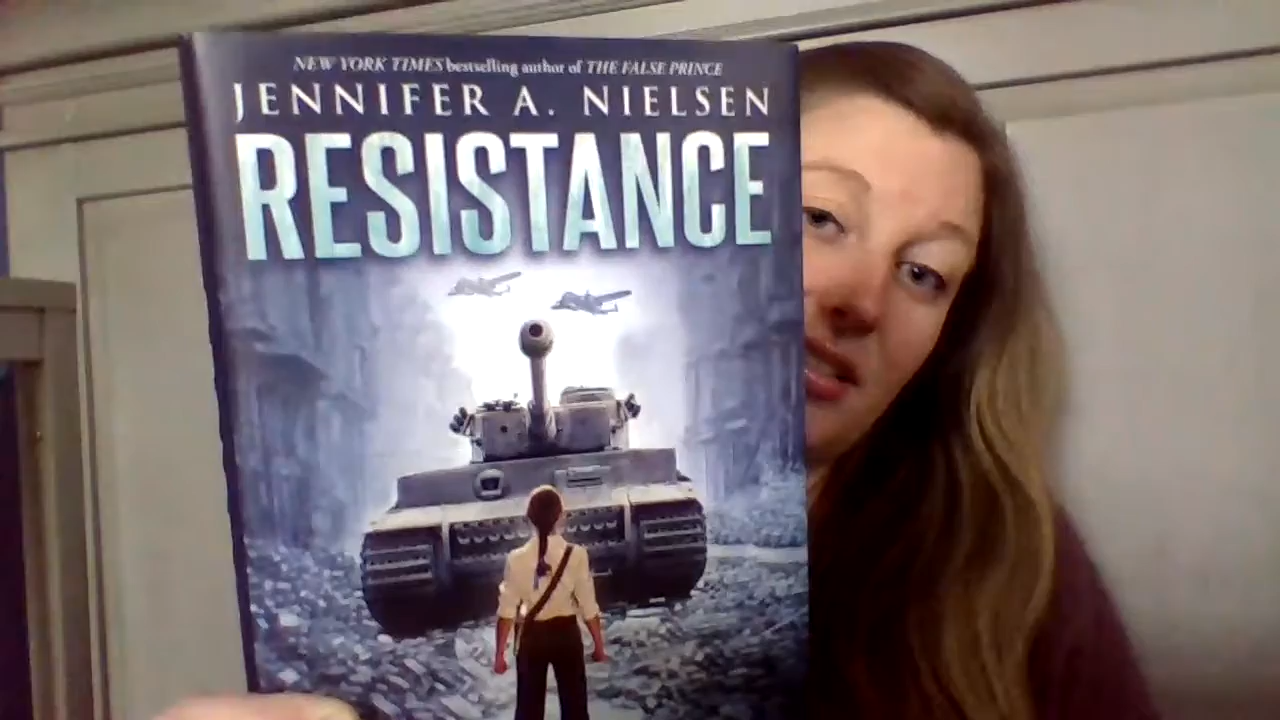 NEW YORK TIMES bestselling author of THE FALSE PRINCE
JENNIFER A. NIELSEN
RESISTANCE